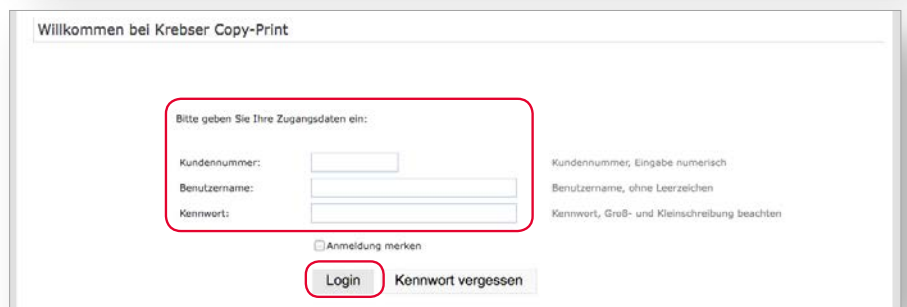 Willkommen bei Krebser Copy-Print
Bitte geben Sie Ihre Zugangsdaten ein:
Kundennummer: Kundennummer, Eingabe numerisch
Benutzername: Benutzername, ohne Leerzeichen
Kennwort: Kennwort, Groß- und Kleinschreibung beachten
Anmeldung merken
Login Kennwort vergessen